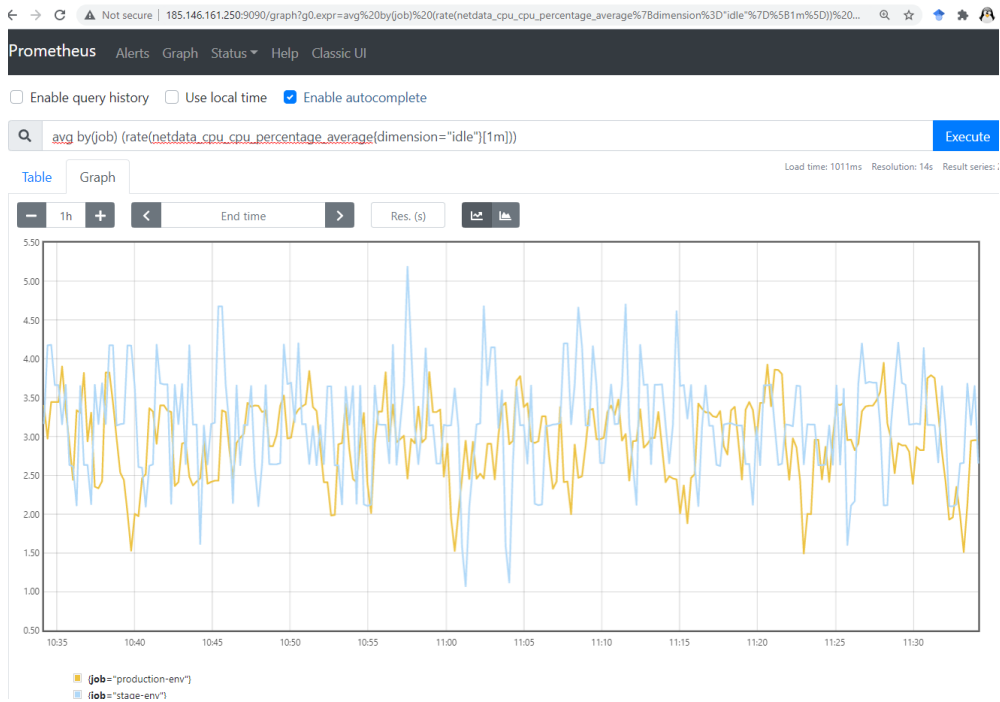 Not secure | 185.146.161.250:9090/graph?g0.expr=avg%20by(job)%20(rate(netdata_cpu_cpu_percentage_average%7Bdimension%3D"idle"%7D%5B1m%5D))%20...
Prometheus Alerts Graph Status Help Classic UI
Enable query history Use local time Enable autocomplete
avg by(job) (rate(netdata_cpu_cpu_percentage_average{dimension="idle"}[1m])) Execute
Load time: 1011ms Resolution: 14s Result series:
Table Graph
− 1h + < End time > Res. (s)
5.50
5.00
4.50
4.00
3.50
3.00
2.50
2.00
1.50
1.00
0.50
10:35 10:40 10:45 10:50 10:55 11:00 11:05 11:10 11:15 11:20 11:25 11:30
{job="production-env"}
{job="stage-env"}